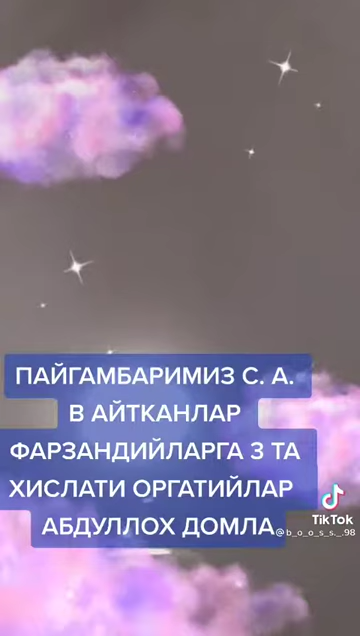 ПАЙГАМБАРИМИЗ С. А.
В АЙТКАНЛАР
ФАРЗАНДИЙЛАРГА 3 ТА
ХИСЛАТИ ОРГАТИЙЛАР
АБДУЛЛОХ ДОМЛА
TikTok
@b_o_o_s_s._.98